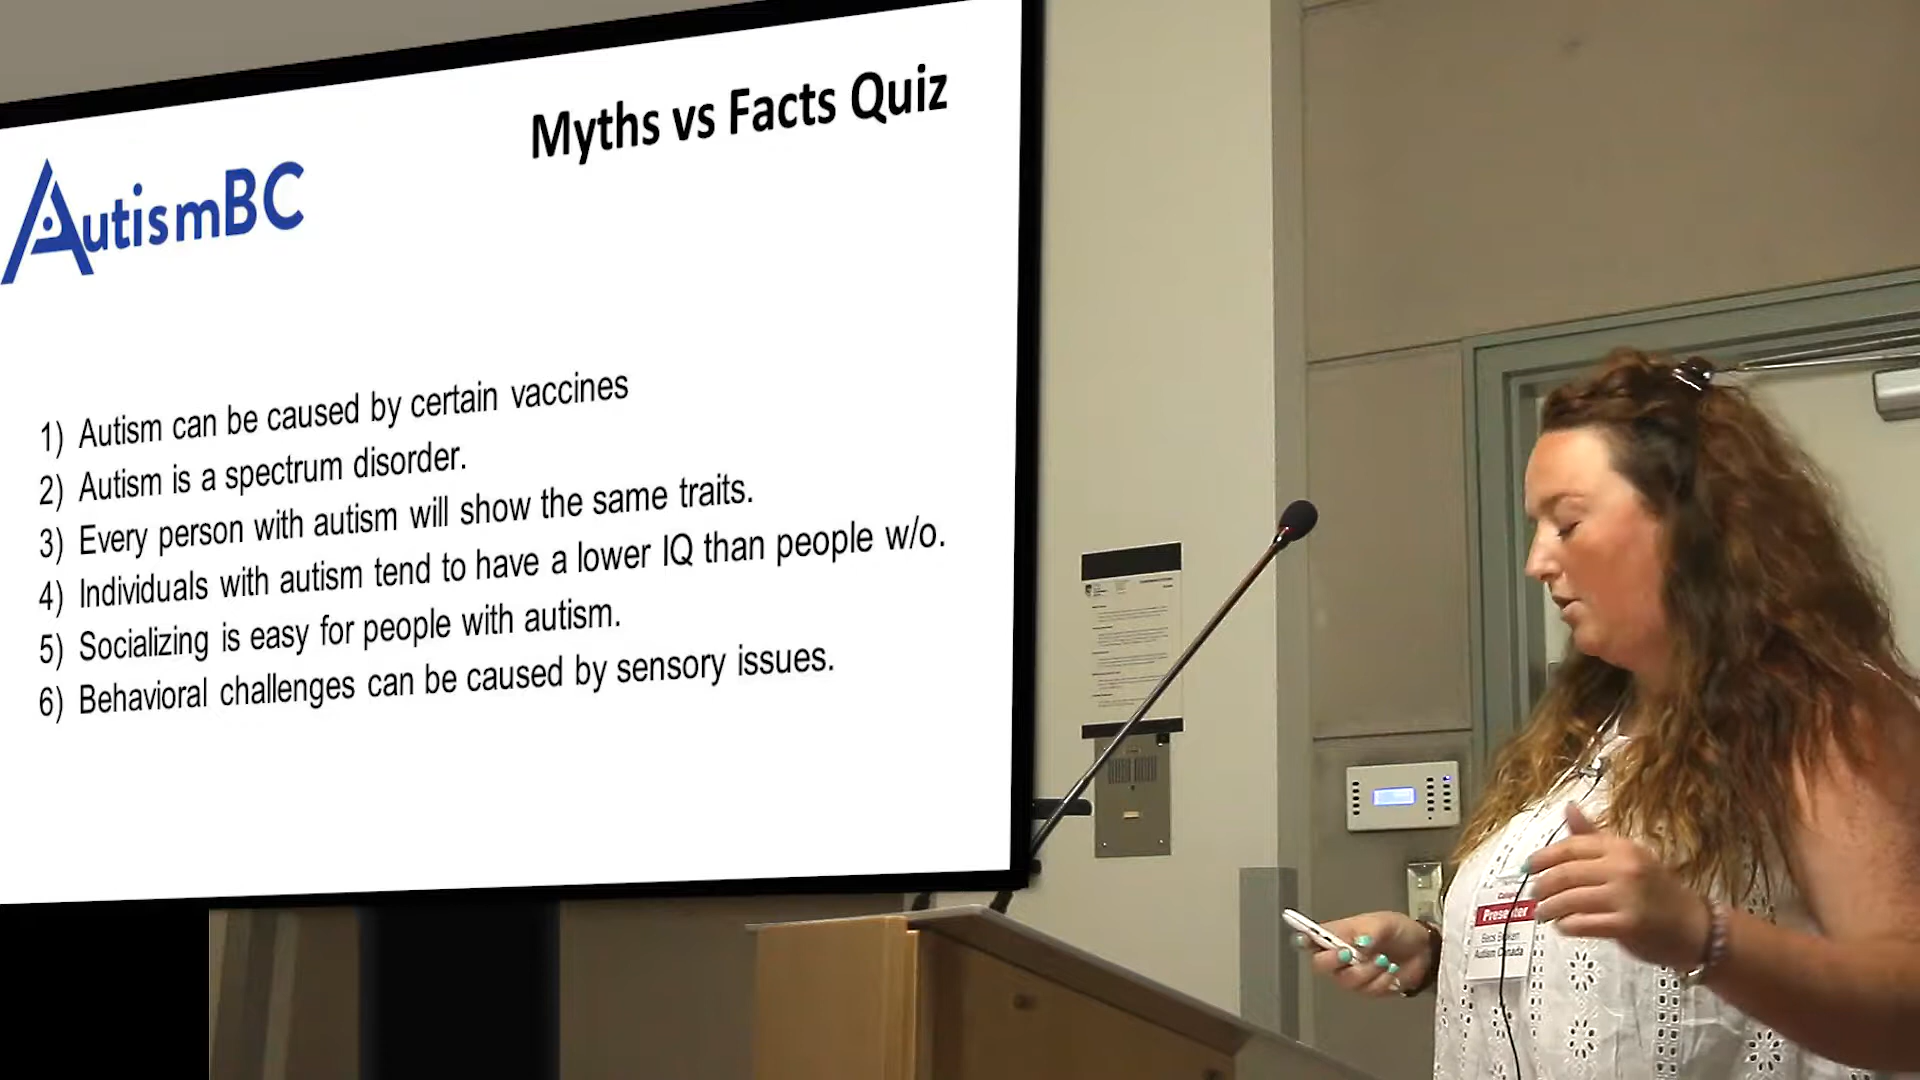 Myths vs Facts Quiz
AutismBC
1) Autism can be caused by certain vaccines
2) Autism is a spectrum disorder.
3) Every person with autism will show the same traits.
4) Individuals with autism tend to have a lower IQ than people w/o.
5) Socializing is easy for people with autism.
6) Behavioral challenges can be caused by sensory issues.
Presenter
Autism Canada